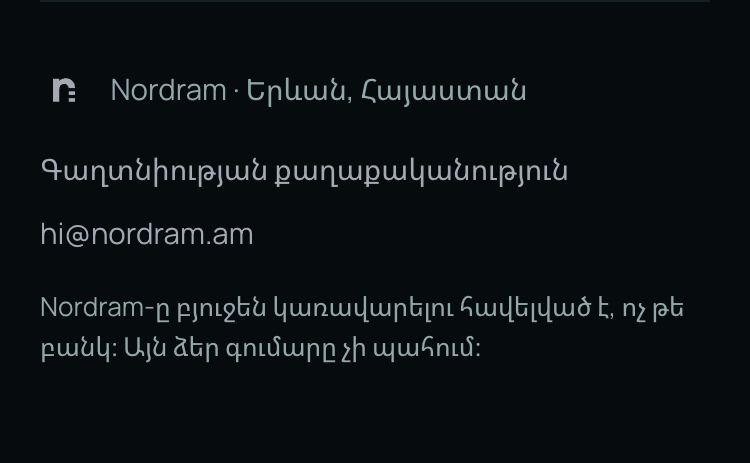 Nordram · Երևան, Հայաստան
Գաղտնիության քաղաքականություն
hi@nordram.am
Nordram-ը բյուջեն կառավարելու հավելված է, ոչ թե
բանկ։ Այն ձեր գումարը չի պահում։